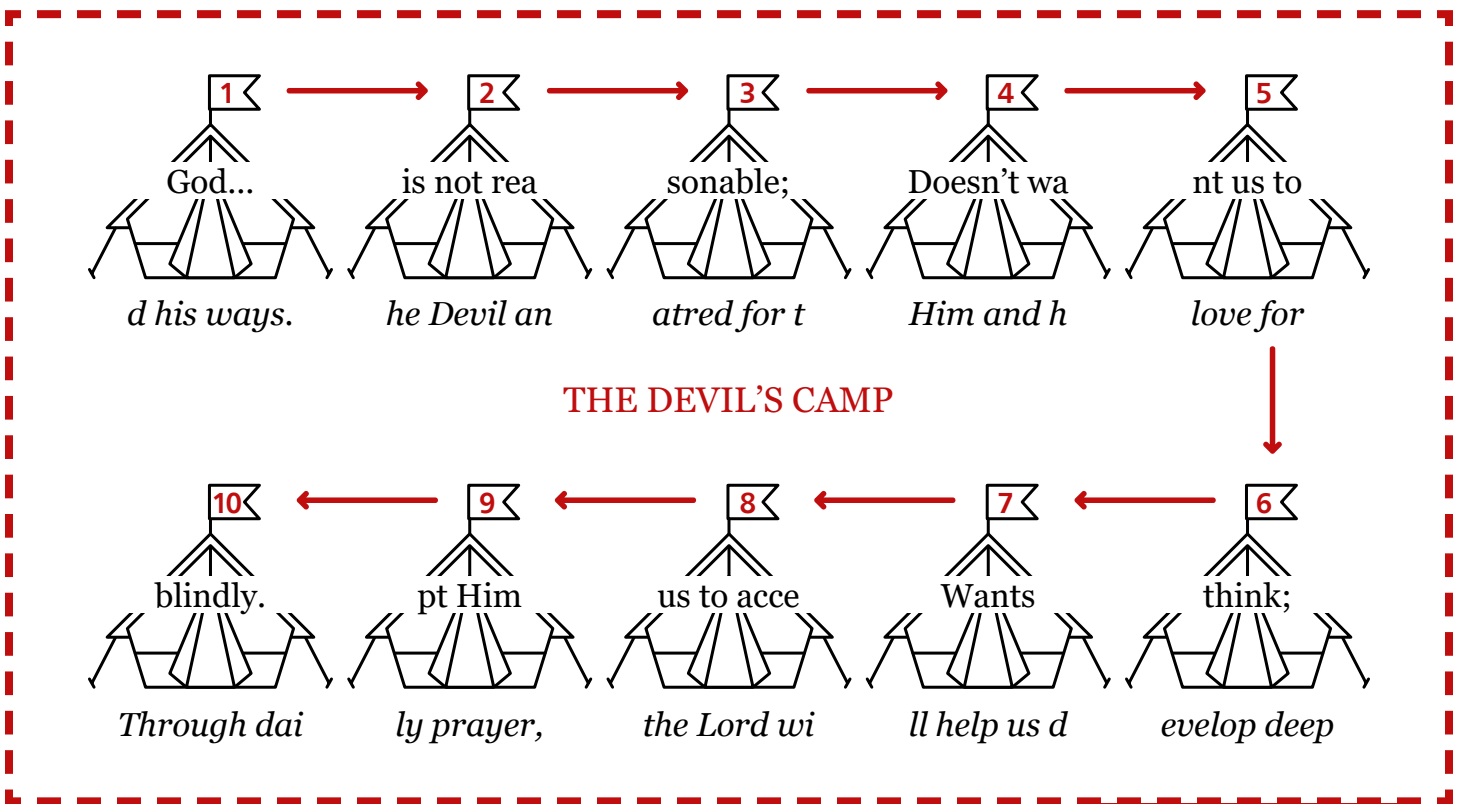 1 2 3 4 5
God... is not rea sonable; Doesn’t wa nt us to
d his ways. he Devil an atred for t Him and h love for
THE DEVIL’S CAMP
10 9 8 7 6
blindly. pt Him us to acce Wants think;
Through dai ly prayer, the Lord wi ll help us d evelop deep